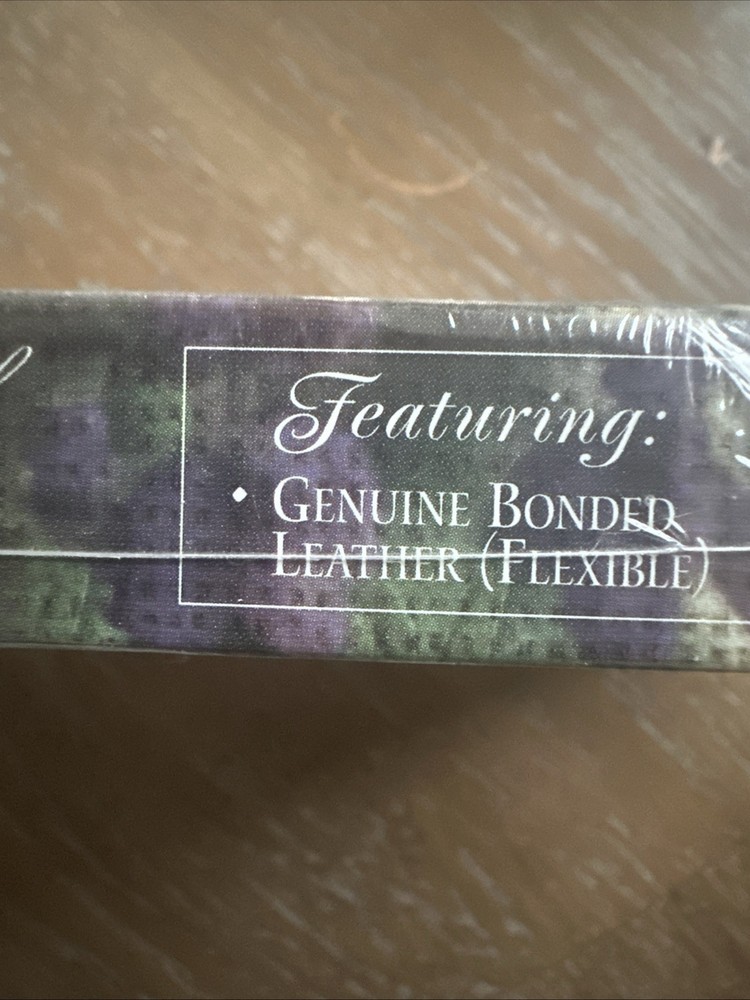 Featuring:
• GENUINE BONDED
LEATHER (FLEXIBLE)